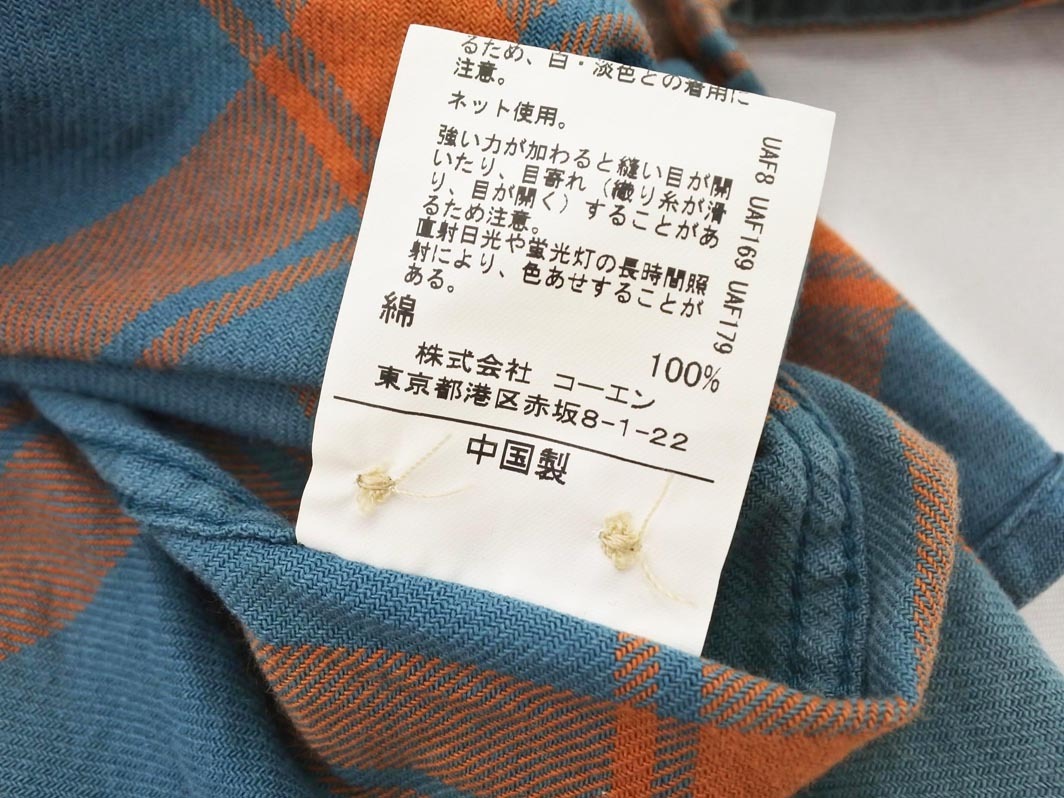 るため、白・淡色との着用に
注意。
ネット使用。
強い力が加わると縫い目が開
いたり、目寄れ（織り糸が滑
り、目が開く）することがあ
るため注意。
直射日光や蛍光灯の長時間照
射により、色あせすることが
ある。
綿
100%
株式会社 コーエン
東京都港区赤坂8-1-22
中国製
UAF8 UAF169 UAF179